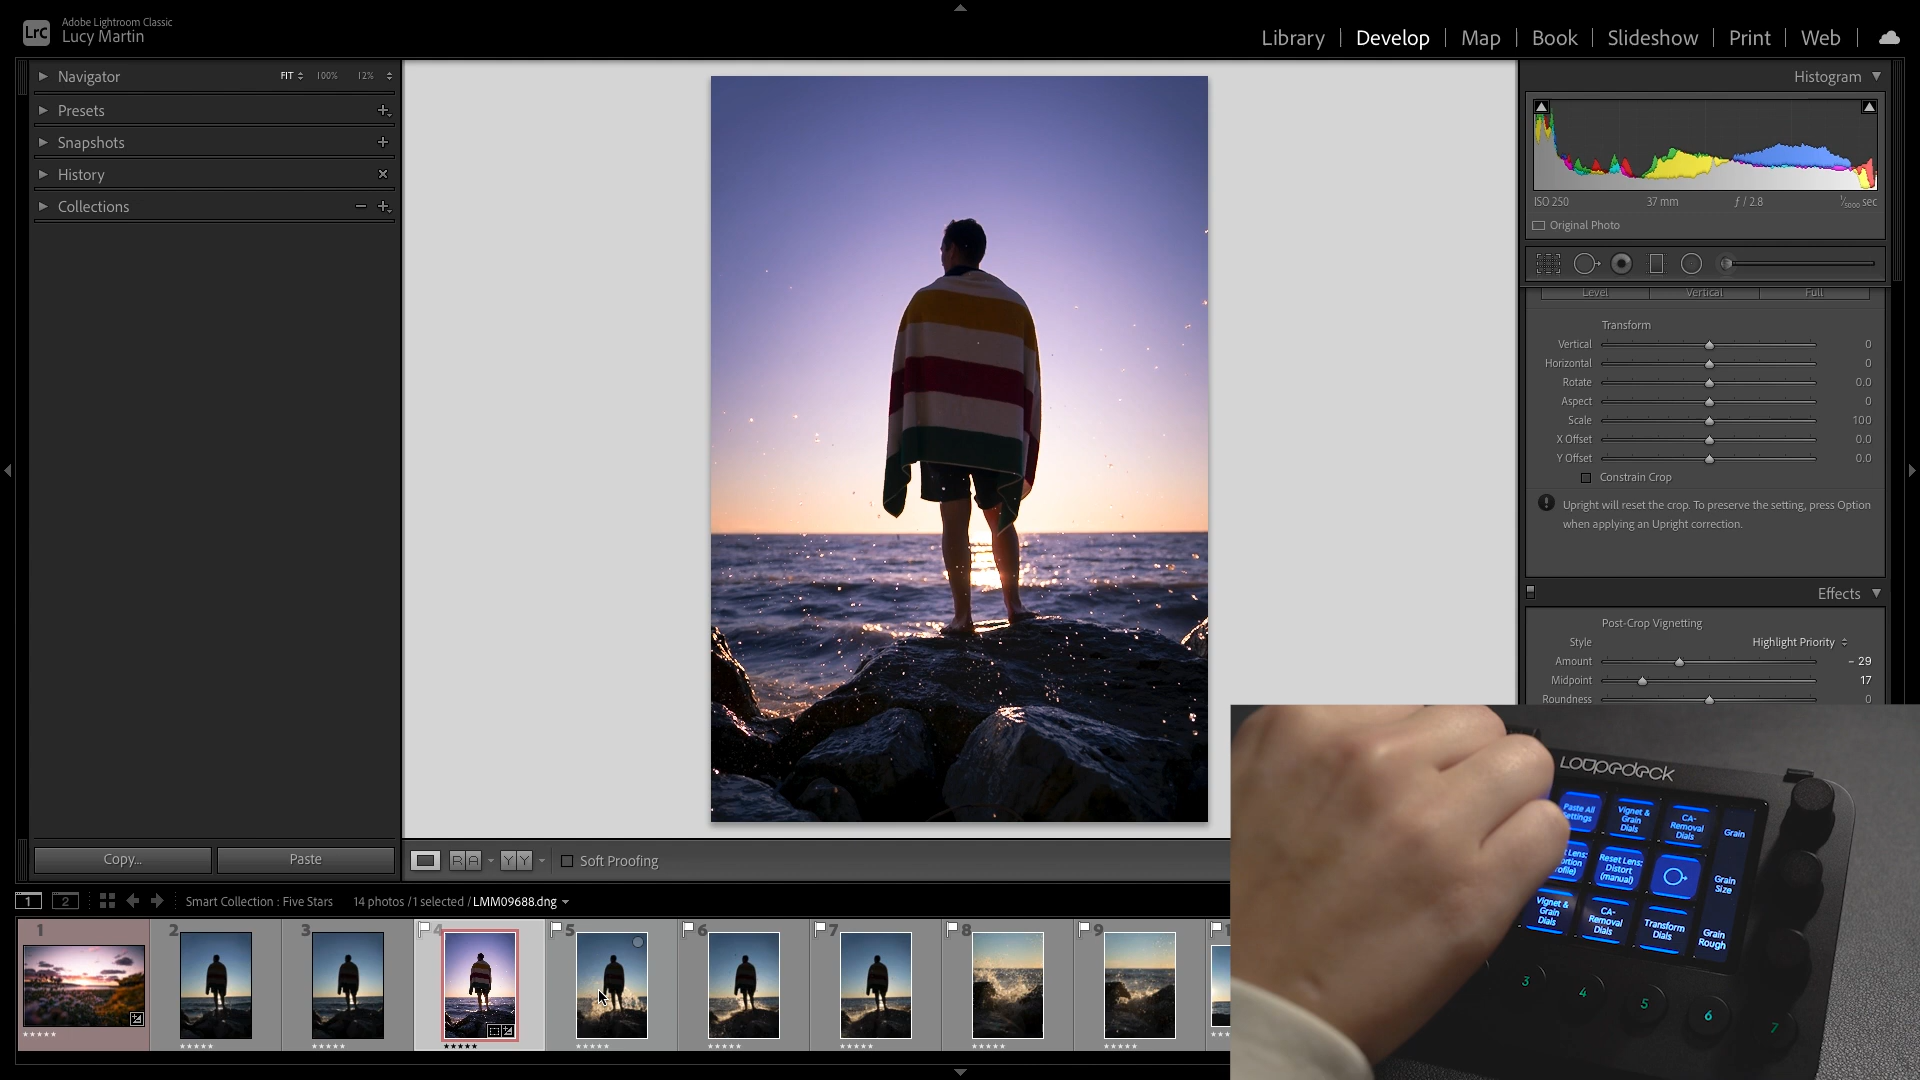 LrC
Adobe Lightroom Classic
Lucy Martin
Library
Develop
Map
Book
Slideshow
Print
Web
Navigator
FIT
100%
12%
Presets
Snapshots
History
Collections
Histogram
ISO 250
37 mm
ƒ / 2.8
1/5000 sec
Original Photo
Level
Vertical
Full
Transform
Vertical 0
Horizontal 0
Rotate 0.0
Aspect 0
Scale 100
X Offset 0.0
Y Offset 0.0
Constrain Crop
Upright will reset the crop. To preserve the setting, press Option
when applying an Upright correction.
Effects
Post-Crop Vignetting
Style Highlight Priority
Amount - 29
Midpoint 17
Roundness 0
Copy...
Paste
R A
Y Y
Soft Proofing
1
2
Smart Collection : Five Stars
14 photos / 1 selected / LMM09688.dng
1
2
3
4
5
6
7
8
9
Loupedeck
Paste All
Vignet &
Grain
Dials
CA-
Removal
Dials
Grain
Lens:
Reset Lens:
Distort
(manual)
Grain
Size
Vignet &
Grain
Dials
CA-
Removal
Dials
Transform
Dials
Grain
Rough
3
4
5
6
7